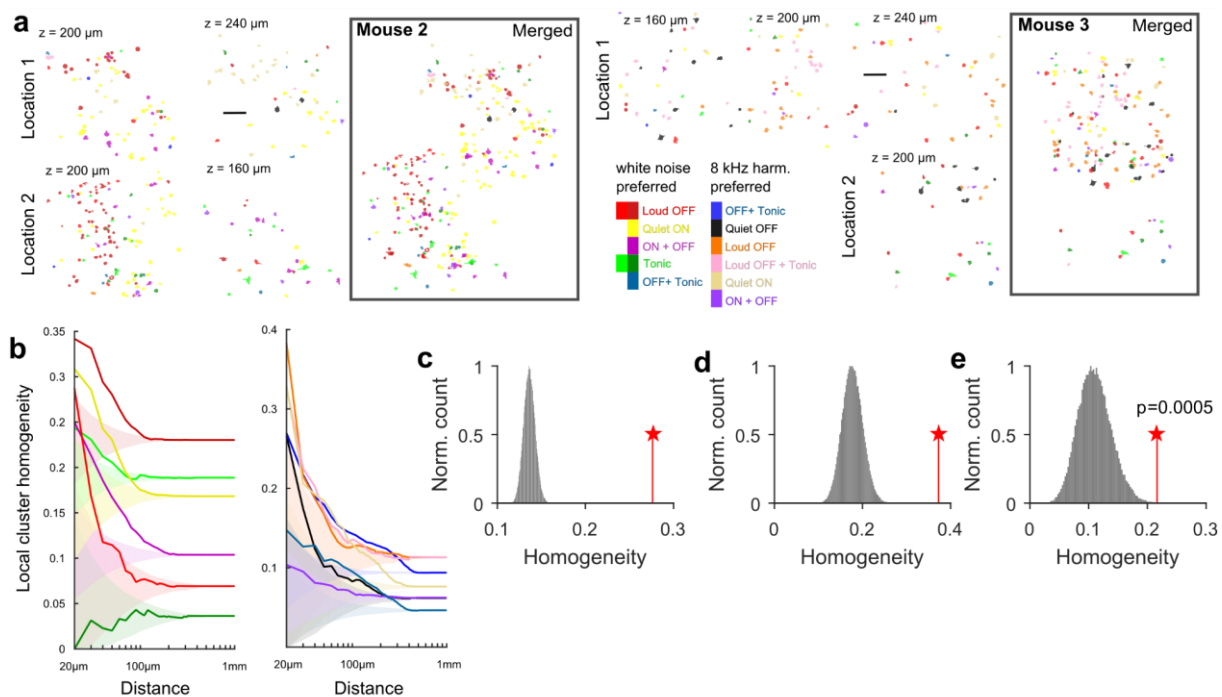 a
z = 200 µm
z = 240 µm
Mouse 2
Merged
Location 1
Location 2
z = 200 µm
z = 160 µm
z = 160 µm
z = 200 µm
z = 240 µm
Mouse 3
Merged
Location 1
Location 2
z = 200 µm
white noise
preferred
Loud OFF
Quiet ON
ON + OFF
Tonic
OFF+ Tonic
8 kHz harm.
preferred
OFF+ Tonic
Quiet OFF
Loud OFF
Loud OFF + Tonic
Quiet ON
ON + OFF
b
Local cluster homogeneity
0.35
0.3
0.2
0.2
0.1
0.1
0.05
0
20µm
100µm
1mm
Distance
0.4
0.3
0.2
0.1
20µm
100µm
1mm
Distance
c
Norm. count
1
0.5
0
0.1
0.2
0.3
Homogeneity
d
Norm. count
1
0.5
0
0
0.2
0.4
Homogeneity
e
Norm. count
1
0.5
0
p=0.0005
0
0.1
0.2
0.3
Homogeneity